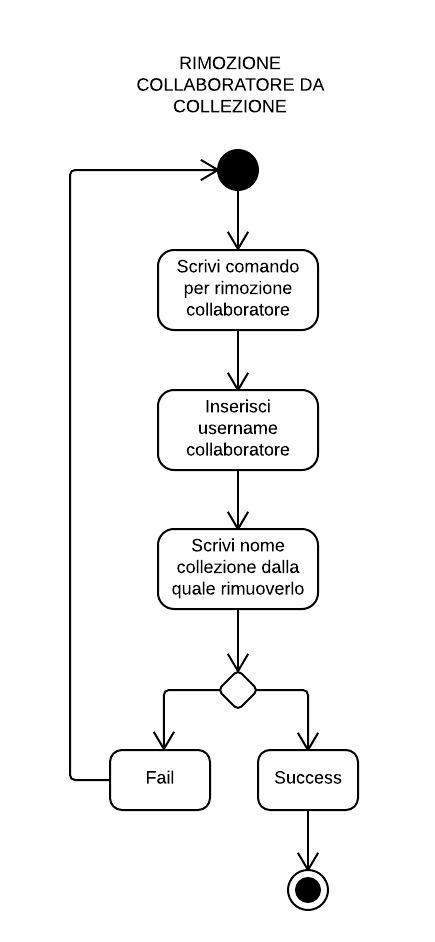 RIMOZIONE
COLLABORATORE DA
COLLEZIONE
Scrivi comando
per rimozione
collaboratore
Inserisci
username
collaboratore
Scrivi nome
collezione dalla
quale rimuoverlo
Fail
Success